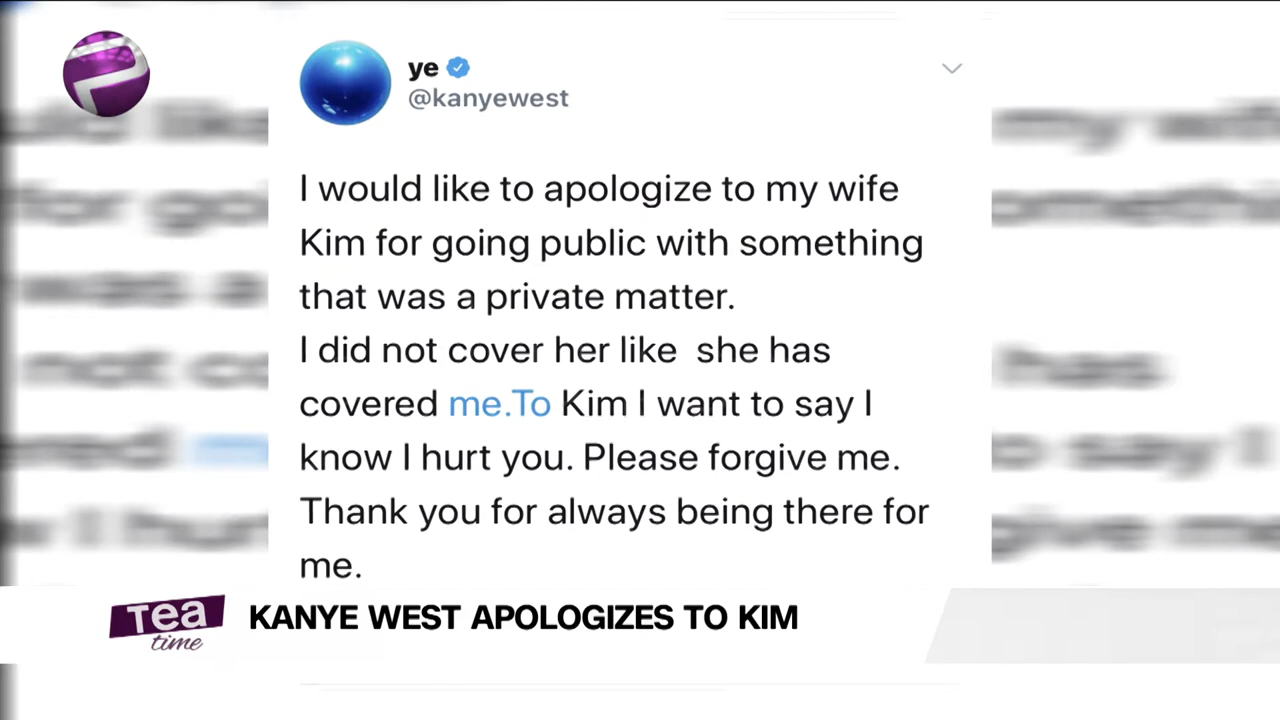 ye
@kanyewest
I would like to apologize to my wife
Kim for going public with something
that was a private matter.
I did not cover her like  she has
covered me.To Kim I want to say I
know I hurt you. Please forgive me.
Thank you for always being there for
me.
Tea
time
KANYE WEST APOLOGIZES TO KIM